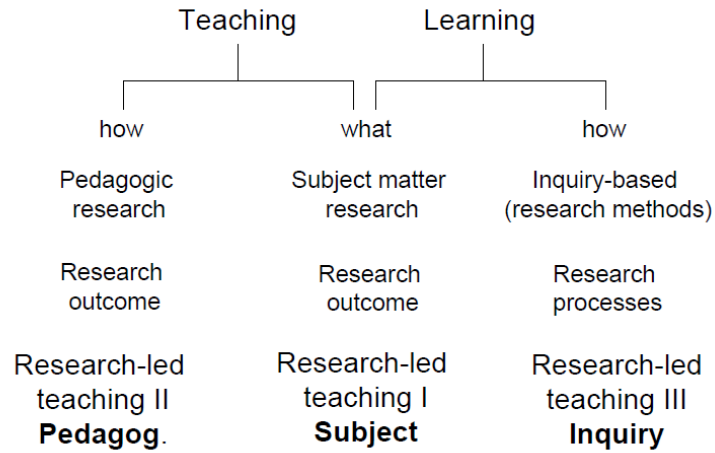 Teaching
Learning
how
what
how
Pedagogic
research
Subject matter
research
Inquiry-based
(research methods)
Research
outcome
Research
outcome
Research
processes
Research-led
teaching II
Pedagog.
Research-led
teaching I
Subject
Research-led
teaching III
Inquiry